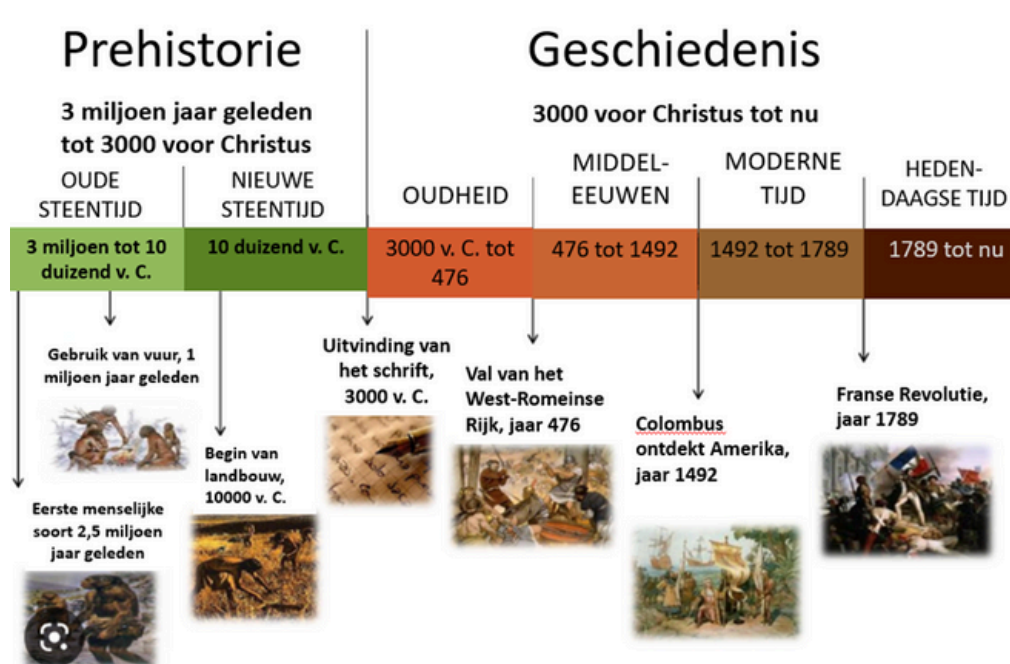 Prehistorie
3 miljoen jaar geleden
tot 3000 voor Christus
Geschiedenis
3000 voor Christus tot nu
OUDE
STEENTIJD
NIEUWE
STEENTIJD
OUDHEID
MIDDEL-
EEUWEN
MODERNE
TIJD
HEDEN-
DAAGSE TIJD
3 miljoen tot 10
duizend v. C.
10 duizend v. C.
3000 v. C. tot
476
476 tot 1492
1492 tot 1789
1789 tot nu
Gebruik van vuur, 1
miljoen jaar geleden
Eerste menselijke
soort 2,5 miljoen
jaar geleden
Begin van
landbouw,
10000 v. C.
Uitvinding van
het schrift,
3000 v. C.
Val van het
West-Romeinse
Rijk, jaar 476
Colombus
ontdekt Amerika,
jaar 1492
Franse Revolutie,
jaar 1789